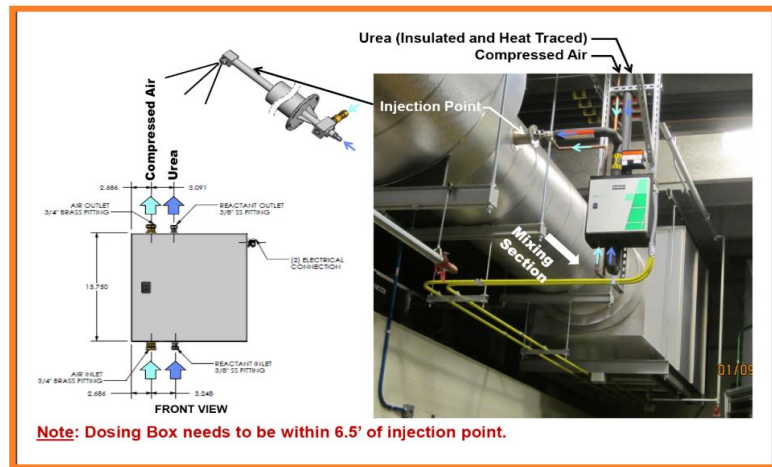 Urea (Insulated and Heat Traced)
Compressed Air
Injection Point
Compressed Air
Urea
2.686
3.091
AIR OUTLET
3/4" BRASS FITTING
REACTANT OUTLET
3/8" SS FITTING
(2) ELECTRICAL
CONNECTION
15.750
Mixing
Section
AIR INLET
3/4" BRASS FITTING
REACTANT INLET
3/8" SS FITTING
2.686
3.248
FRONT VIEW
01/09
Note: Dosing Box needs to be within 6.5' of injection point.